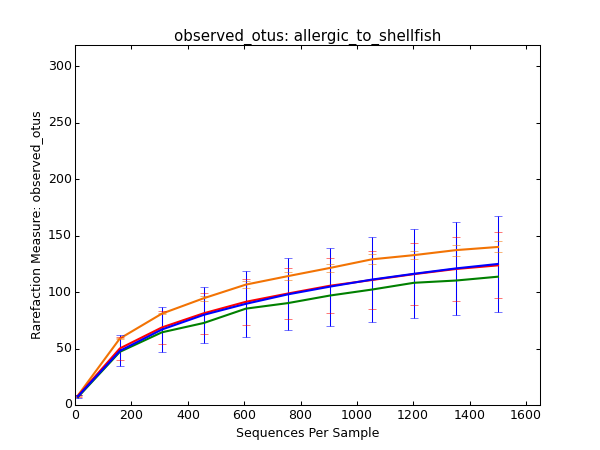 observed_otus: allergic_to_shellfish
Rarefaction Measure: observed_otus
300
250
200
150
100
50
0
0 200 400 600 800 1000 1200 1400 1600
Sequences Per Sample